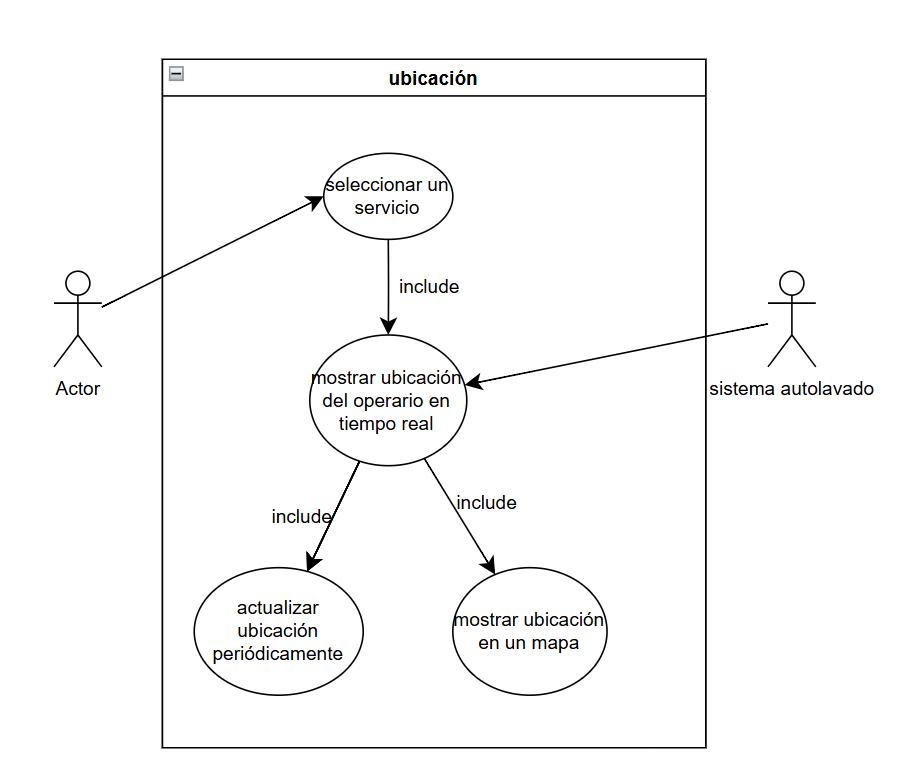 ubicación
seleccionar un
servicio
include
Actor
sistema autolavado
mostrar ubicación
del operario en
tiempo real
include
include
actualizar
ubicación
periódicamente
mostrar ubicación
en un mapa